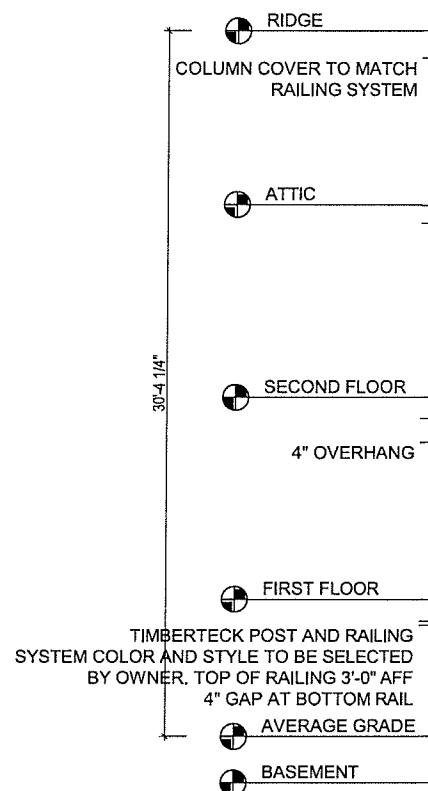 RIDGE
COLUMN COVER TO MATCH
RAILING SYSTEM
ATTIC
30'-4 1/4"
SECOND FLOOR
4" OVERHANG
FIRST FLOOR
TIMBERTECK POST AND RAILING
SYSTEM COLOR AND STYLE TO BE SELECTED
BY OWNER. TOP OF RAILING 3'-0" AFF
4" GAP AT BOTTOM RAIL
AVERAGE GRADE
BASEMENT